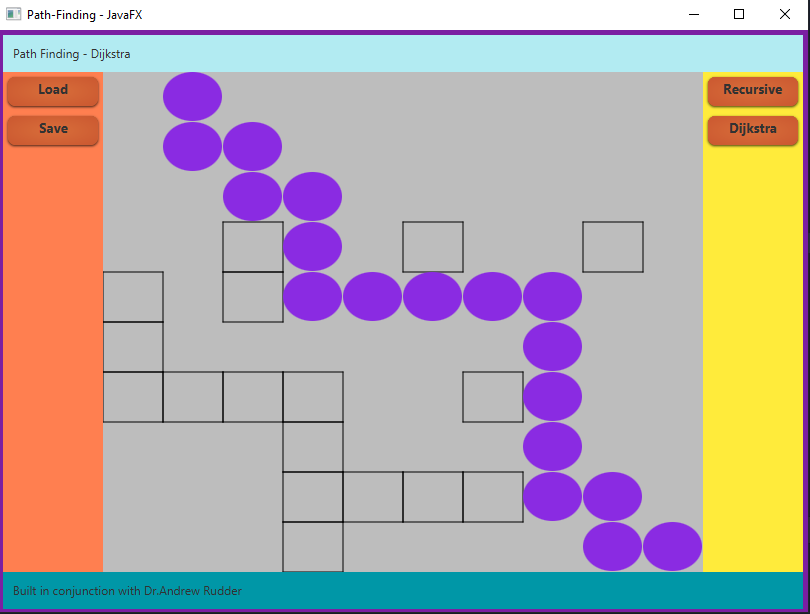 Path-Finding - JavaFX
Path Finding - Dijkstra
Load
Save
Recursive
Dijkstra
Built in conjunction with Dr.Andrew Rudder